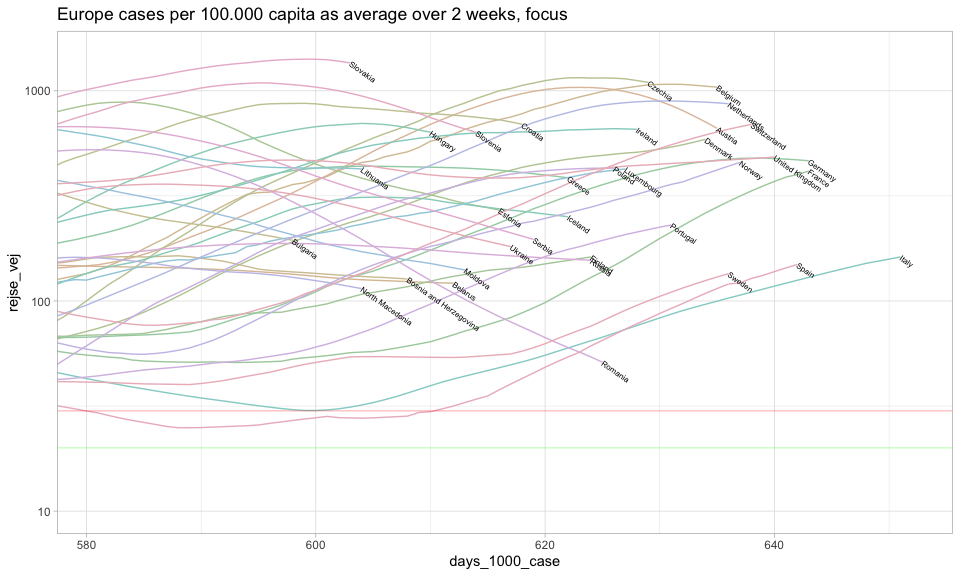 Europe cases per 100.000 capita as average over 2 weeks, focus
rejse_vej
1000
100
10
Slovakia
Czechia
Belgium
Netherlands
Switzerland
Austria
Hungary
Slovenia
Croatia
Ireland
Denmark
Norway
United Kingdom
Germany
France
Lithuania
Greece
Poland
Luxembourg
Estonia
Iceland
Portugal
Bulgaria
Serbia
Ukraine
Finland
Moldova
Belarus
Bosnia and Herzegovina
North Macedonia
Sweden
Spain
Italy
Romania
580
600
620
640
days_1000_case